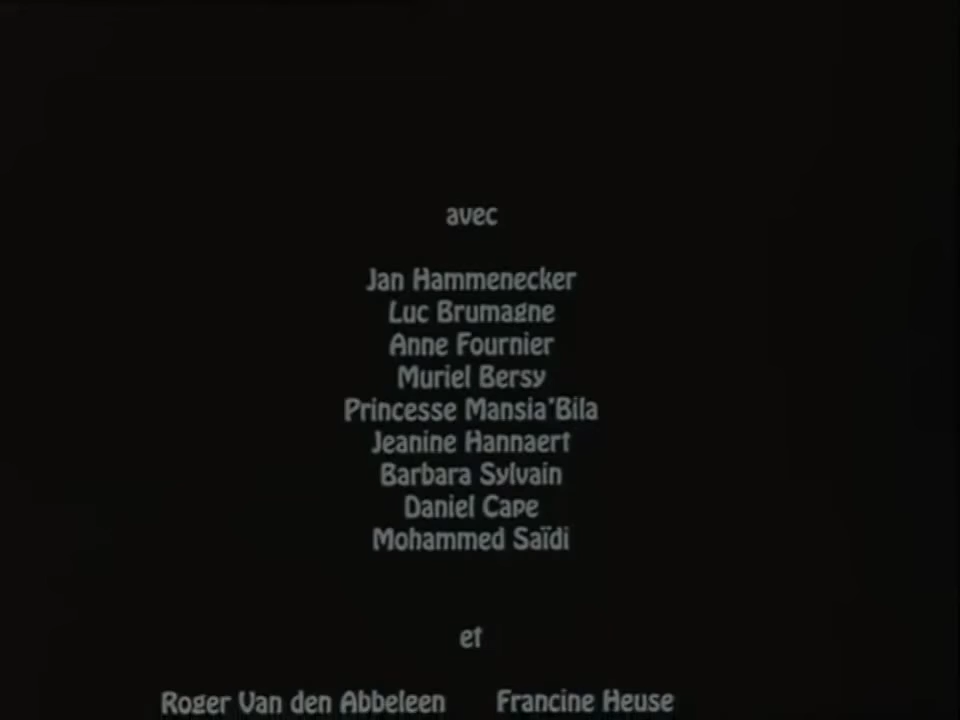 avec
Jan Hammenecker
Luc Brumagne
Anne Fournier
Muriel Bersy
Princesse Mansia'Bila
Jeanine Hannaert
Barbara Sylvain
Daniel Cape
Mohammed Saïdi
et
Roger Van den Abbeleen Francine Heuse